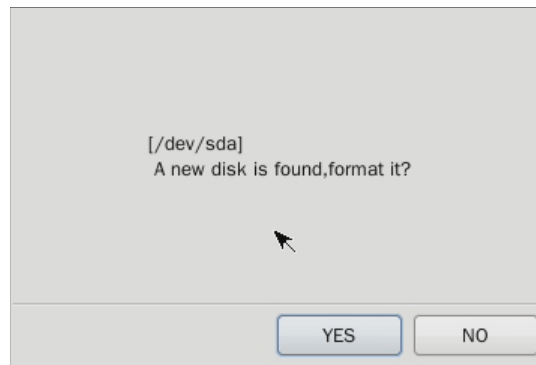 [/dev/sda]
A new disk is found,format it?
YES
NO